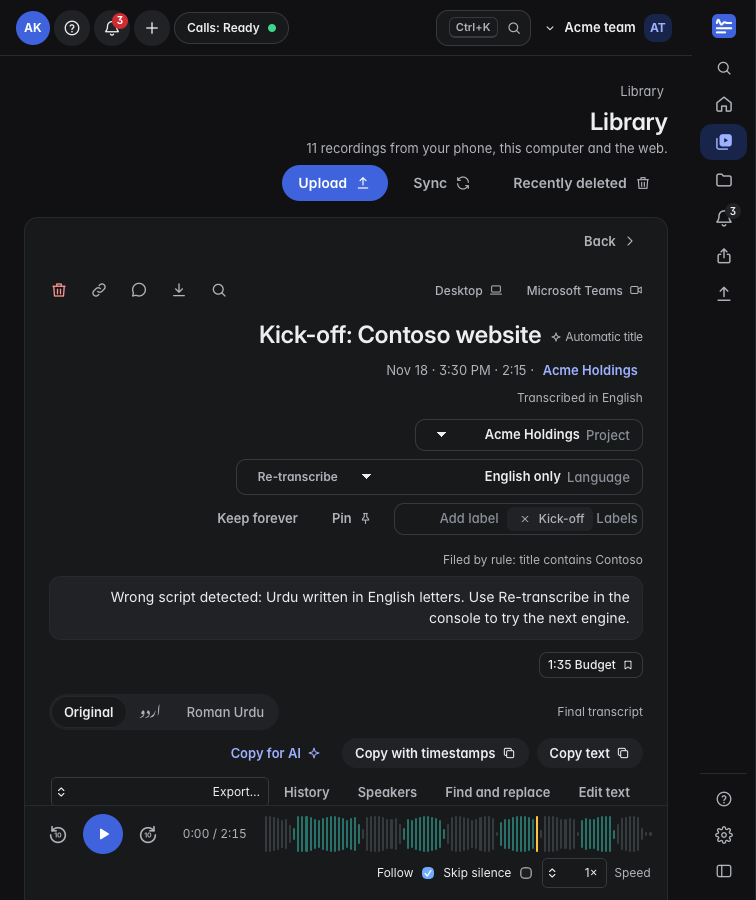 AK
3
Calls: Ready
Ctrl+K
Acme team
AT
Library
Library
11 recordings from your phone, this computer and the web.
Upload
Sync
Recently deleted
3
Back
Desktop
Microsoft Teams
Kick-off: Contoso website
Automatic title
Nov 18 · 3:30 PM · 2:15 · Acme Holdings
Transcribed in English
Acme Holdings Project
Re-transcribe
English only Language
Keep forever
Pin
Add label
× Kick-off
Labels
Filed by rule: title contains Contoso
Wrong script detected: Urdu written in English letters. Use Re-transcribe in the
console to try the next engine.
1:35 Budget
Original
اردو
Roman Urdu
Final transcript
Copy for AI
Copy with timestamps
Copy text
Export...
History
Speakers
Find and replace
Edit text
10
10
0:00 / 2:15
Follow
Skip silence
1×
Speed